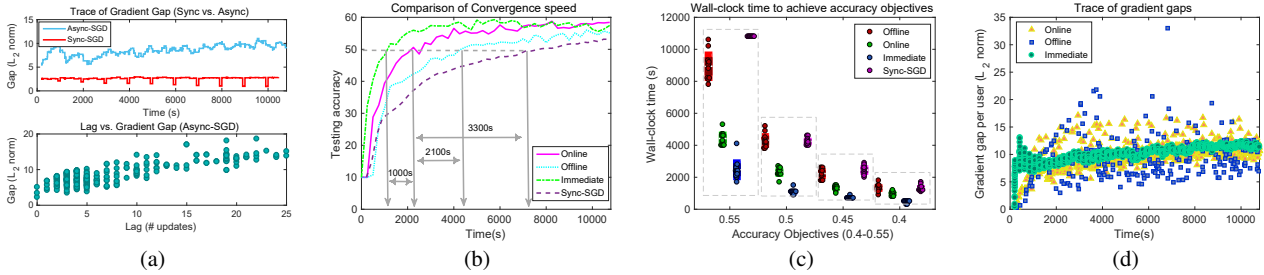 Trace of Gradient Gap (Sync vs. Async)
Gap (L2 norm)
15
10
5
0
Async-SGD
Sync-SGD
0 2000 4000 6000 8000 10000
Time (s)
Lag vs. Gradient Gap (Async-SGD)
Gap (L2 norm)
20
10
0
0 5 10 15 20 25
Lag (# updates)
(a)
Comparison of Convergence speed
Testing accuracy
60
50
40
30
20
10
0
3300s
2100s
1000s
Online
Offline
Immediate
Sync-SGD
0 2000 4000 6000 8000 10000
Time(s)
(b)
Wall-clock time to achieve accuracy objectives
Wall-clock time (s)
12000
10000
8000
6000
4000
2000
0
Offline
Online
Immediate
Sync-SGD
0.55 0.5 0.45 0.4
Accuracy Objectives (0.4-0.55)
(c)
Trace of gradient gaps
Gradient gap per user (L2 norm)
35
30
25
20
15
10
5
0
Online
Offline
Immediate
0 2000 4000 6000 8000 10000
Time(s)
(d)